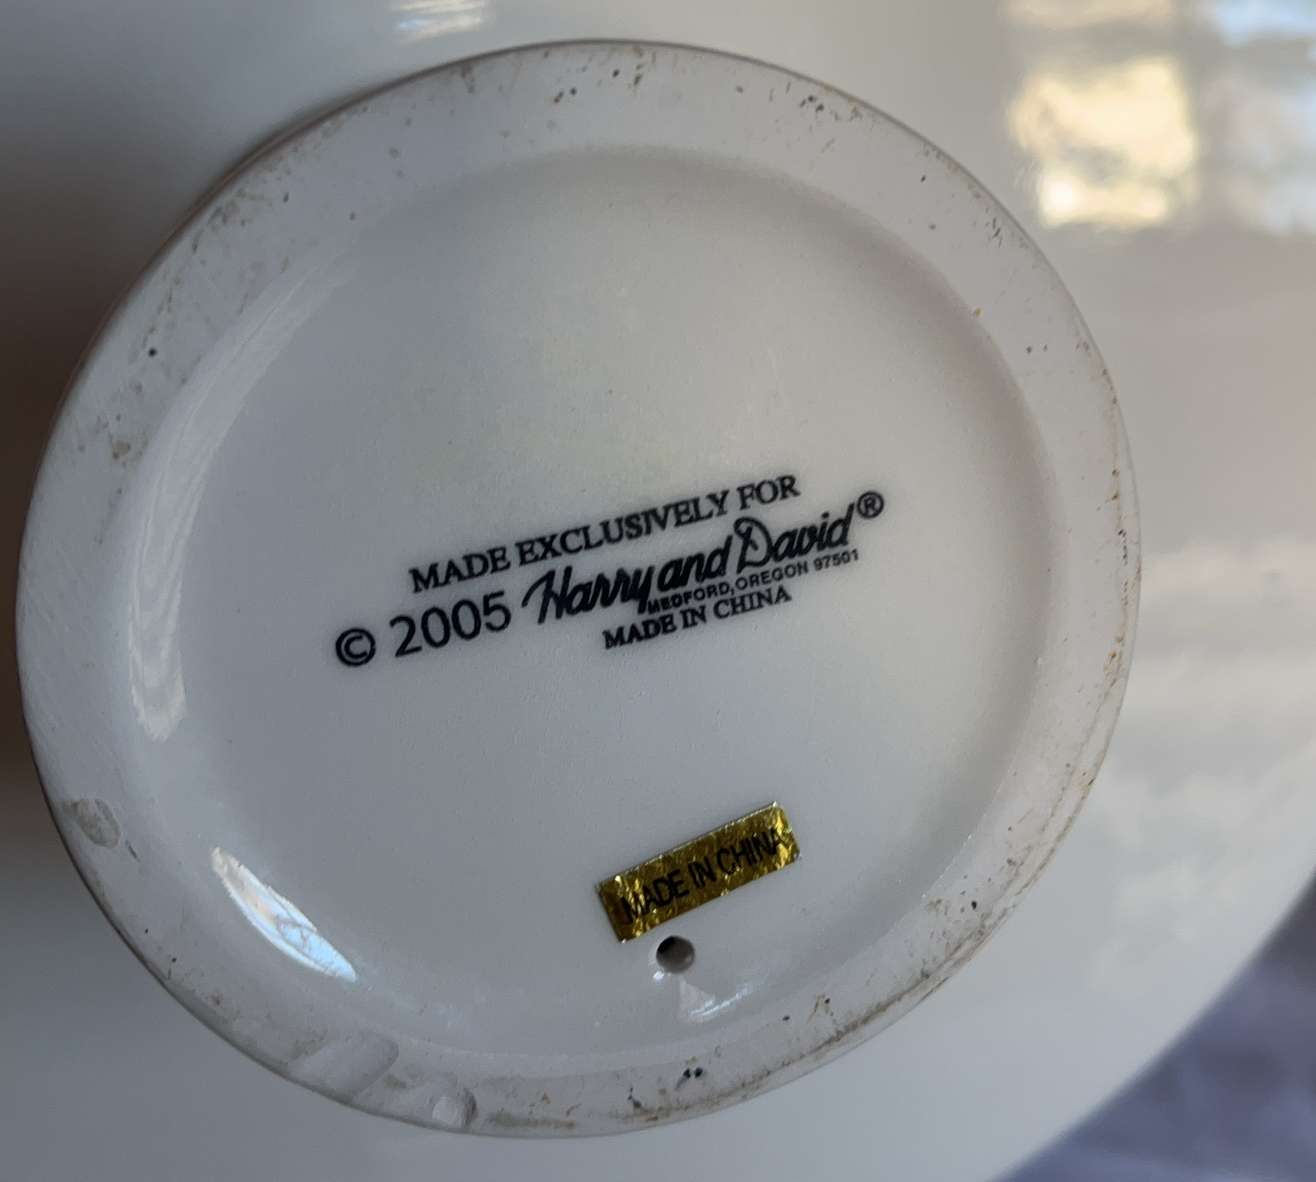 MADE EXCLUSIVELY FOR
© 2005 Harry and David®
MEDFORD, OREGON 97501
MADE IN CHINA
MADE IN CHINA